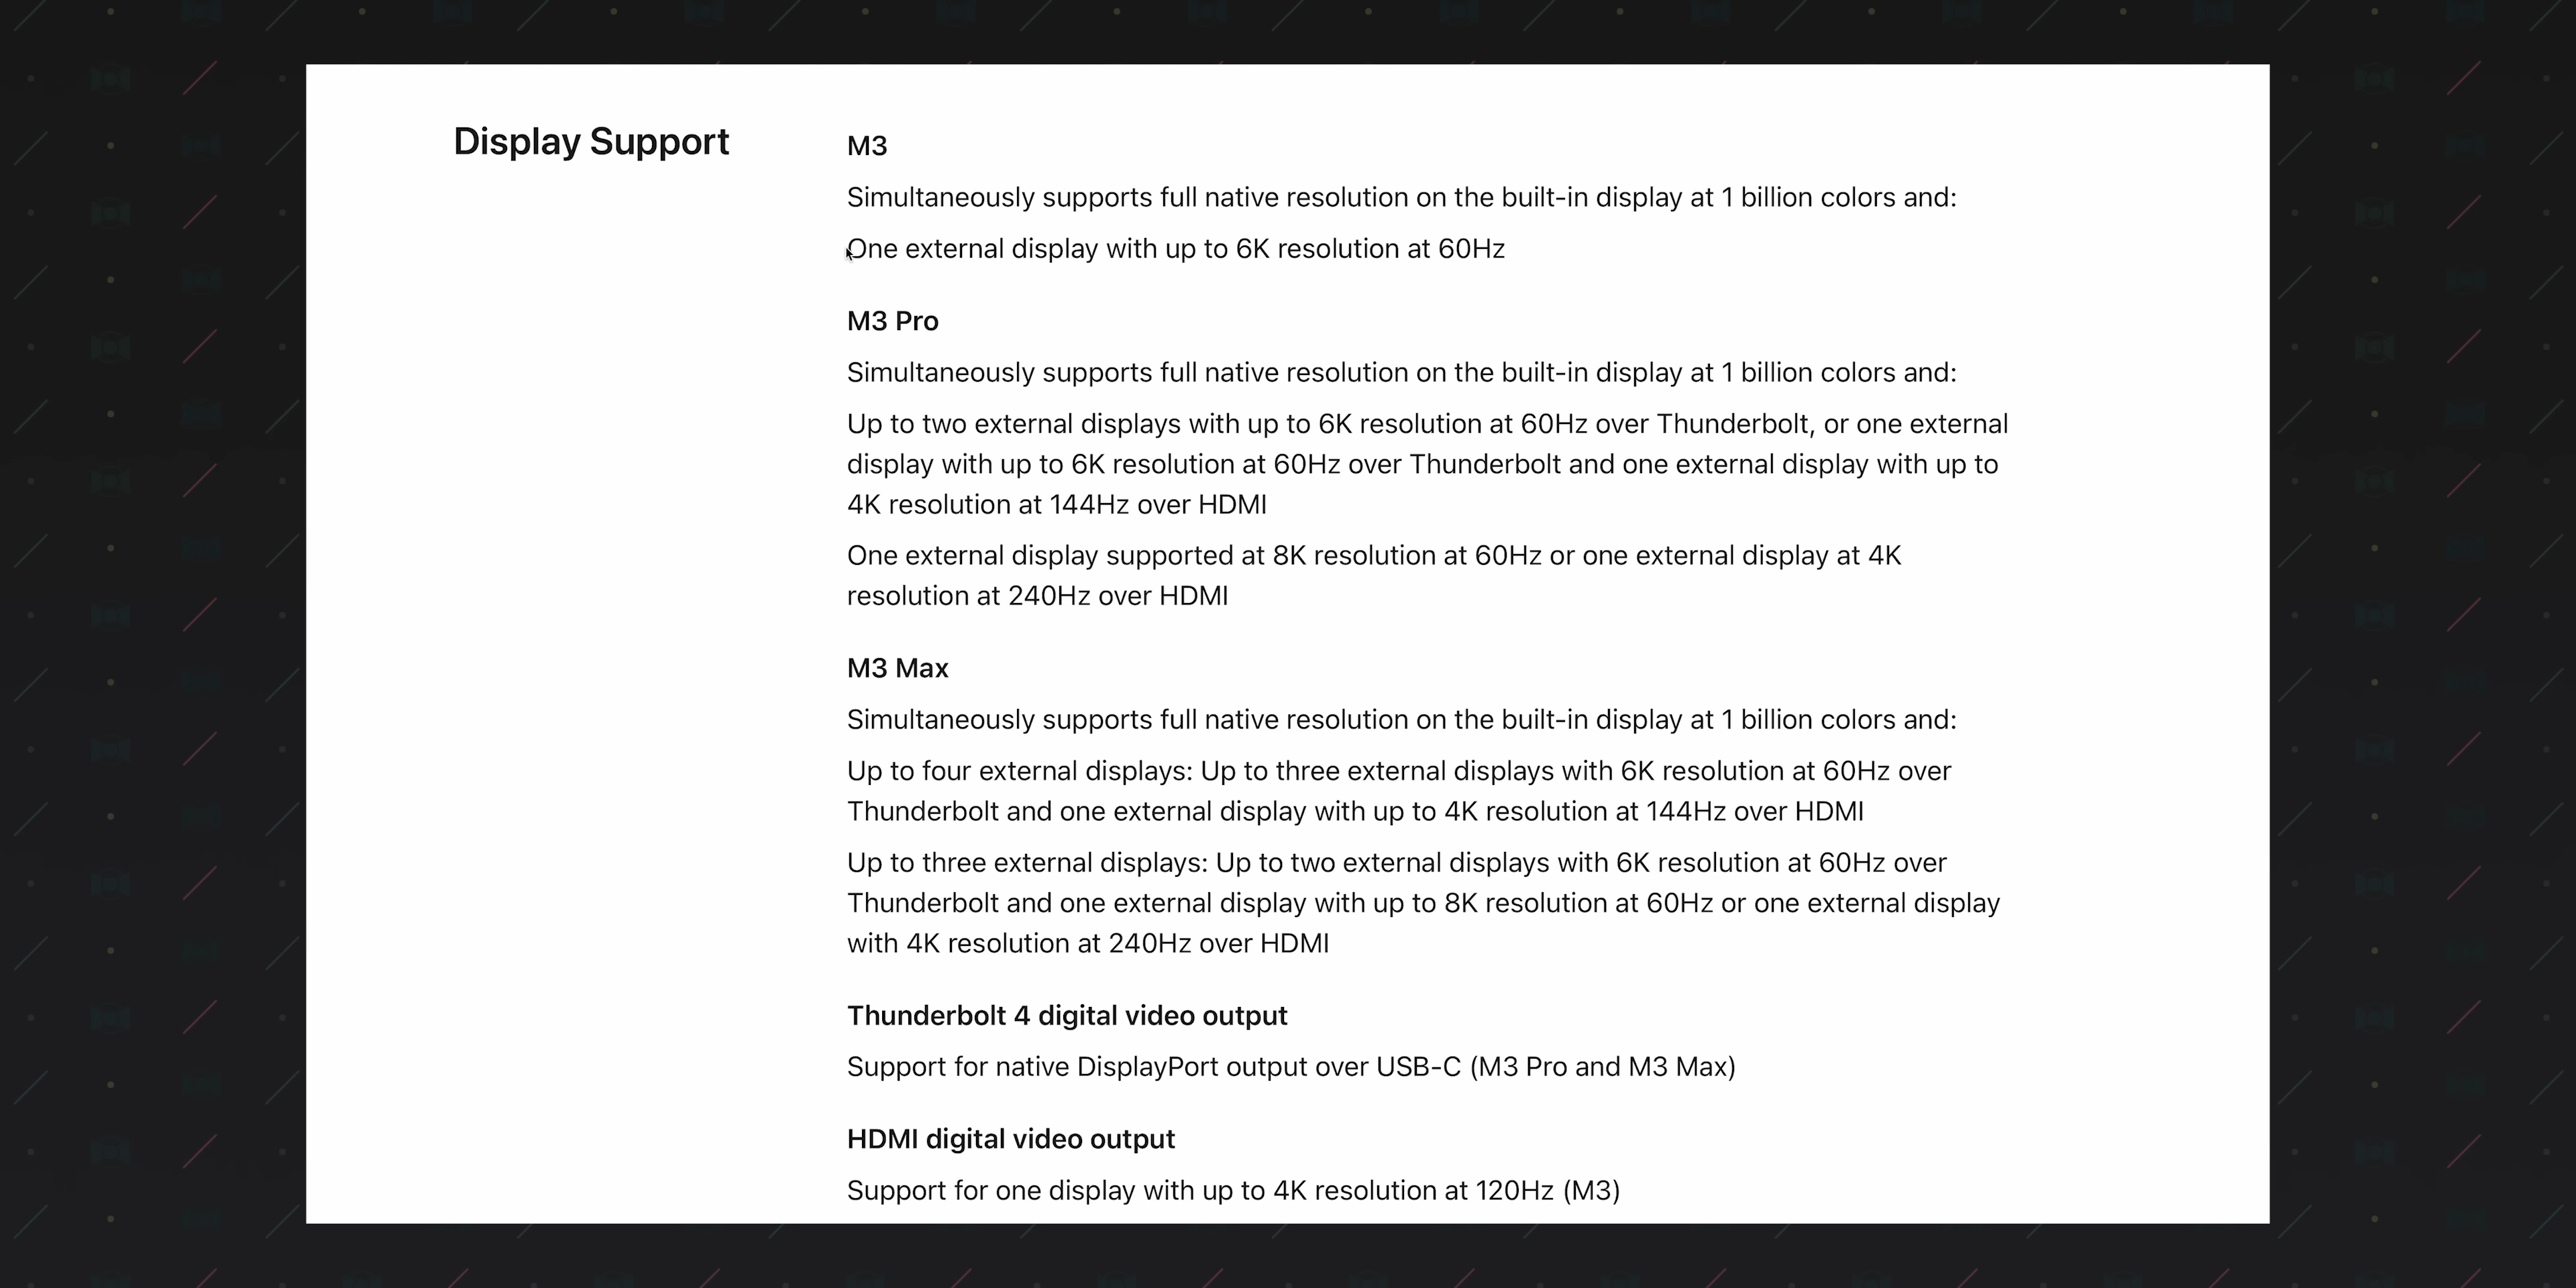 Display Support
M3
Simultaneously supports full native resolution on the built-in display at 1 billion colors and:
One external display with up to 6K resolution at 60Hz
M3 Pro
Simultaneously supports full native resolution on the built-in display at 1 billion colors and:
Up to two external displays with up to 6K resolution at 60Hz over Thunderbolt, or one external
display with up to 6K resolution at 60Hz over Thunderbolt and one external display with up to
4K resolution at 144Hz over HDMI
One external display supported at 8K resolution at 60Hz or one external display at 4K
resolution at 240Hz over HDMI
M3 Max
Simultaneously supports full native resolution on the built-in display at 1 billion colors and:
Up to four external displays: Up to three external displays with 6K resolution at 60Hz over
Thunderbolt and one external display with up to 4K resolution at 144Hz over HDMI
Up to three external displays: Up to two external displays with 6K resolution at 60Hz over
Thunderbolt and one external display with up to 8K resolution at 60Hz or one external display
with 4K resolution at 240Hz over HDMI
Thunderbolt 4 digital video output
Support for native DisplayPort output over USB-C (M3 Pro and M3 Max)
HDMI digital video output
Support for one display with up to 4K resolution at 120Hz (M3)